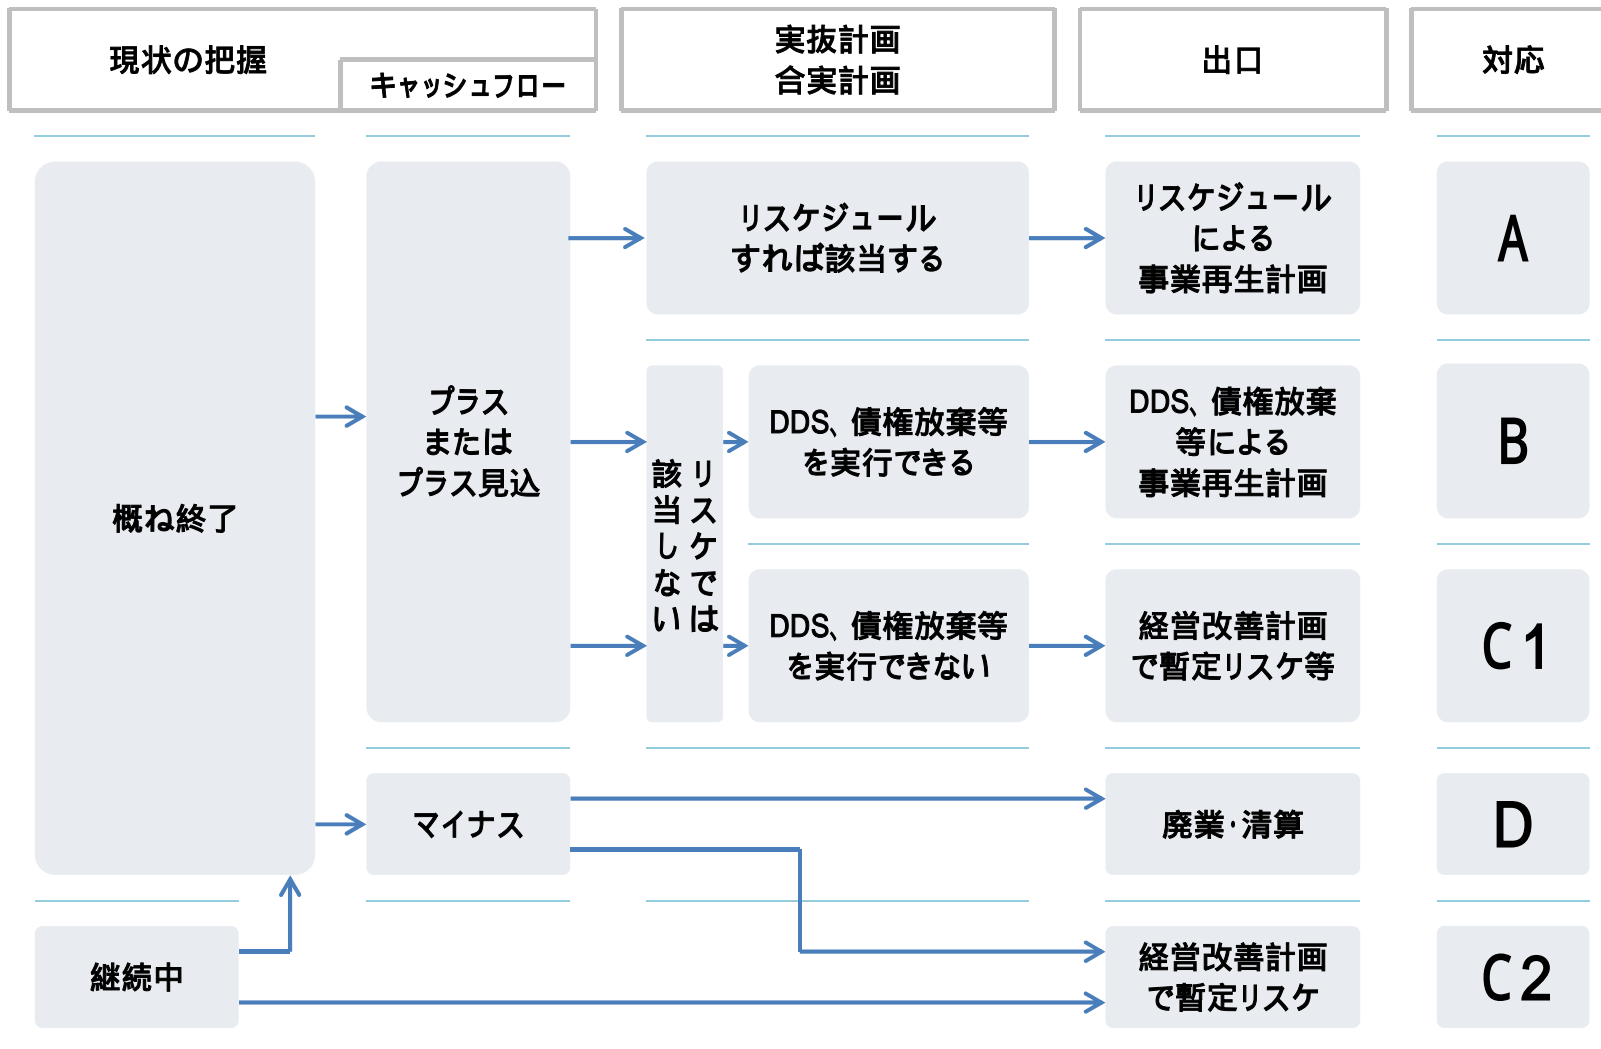 現状の把握
キャッシュフロー
実抜計画
合実計画
出口
対応
概ね終了
プラス
または
プラス見込
リスケジュール
すれば該当する
リスケジュール
による
事業再生計画
A
リスケでは
該当しない
DDS、債権放棄等
を実行できる
DDS、債権放棄
等による
事業再生計画
B
DDS、債権放棄等
を実行できない
経営改善計画
で暫定リスケ等
C1
マイナス
廃業・清算
D
継続中
経営改善計画
で暫定リスケ
C2